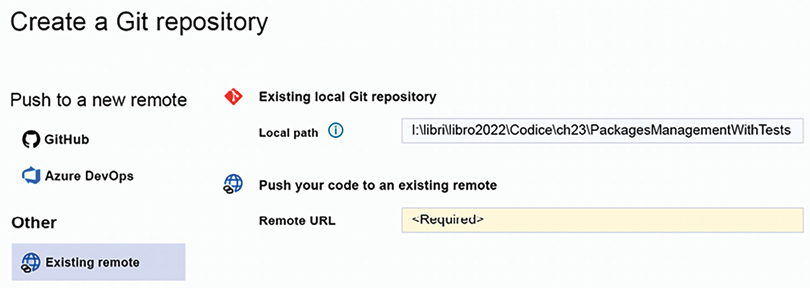 Create a Git repository
Push to a new remote
GitHub
Azure DevOps
Other
Existing remote
Existing local Git repository
Local path
I:\libri\libro2022\Codice\ch23\PackagesManagementWithTests
Push your code to an existing remote
Remote URL
<Required>